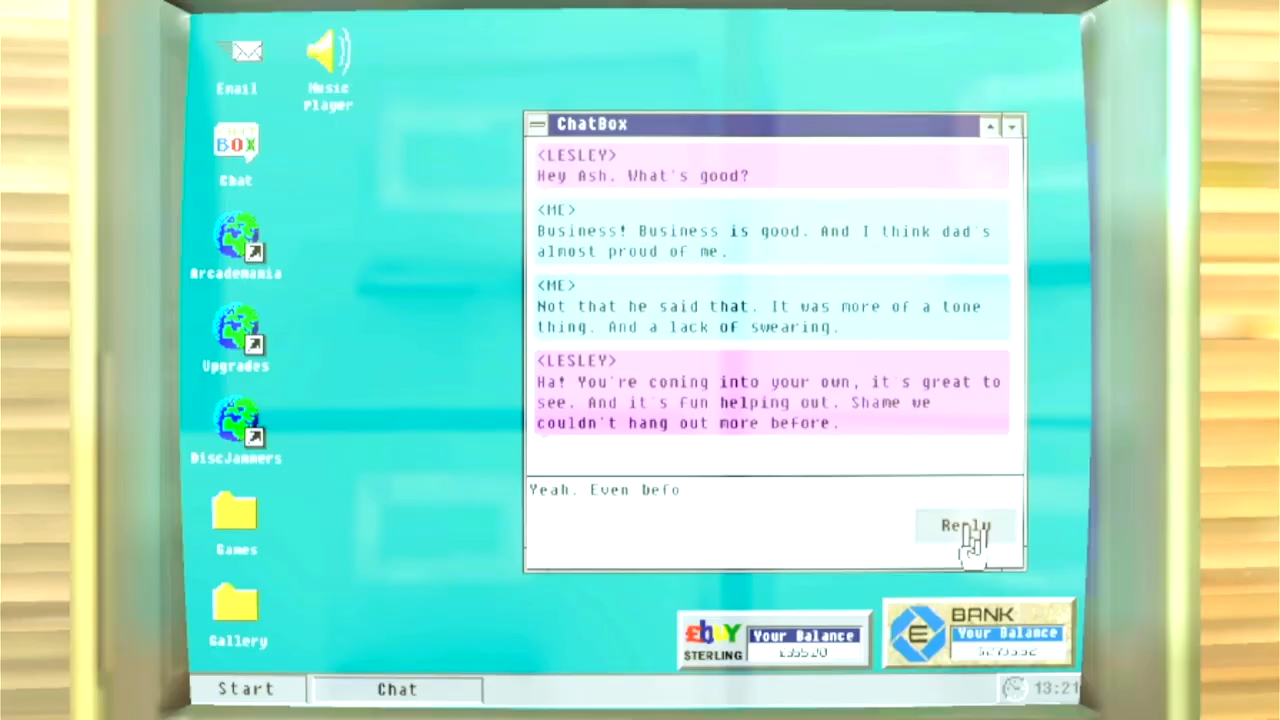 Email
Music
Player
BOX
Chat
Arcademania
Upgrades
DiscJammers
Games
Gallery
ChatBox
<LESLEY>
Hey Ash. What's good?
<ME>
Business! Business is good. And I think dad's
almost proud of me.
<ME>
Not that he said that. It was more of a tone
thing. And a lack of swearing.
<LESLEY>
Ha! You're coming into your own, it's great to
see. And it's fun helping out. Shame we
couldn't hang out more before.
Yeah. Even befo
Reply
£buy
STERLING
Your Balance
E
BANK
Your Balance
Start
Chat
13:21